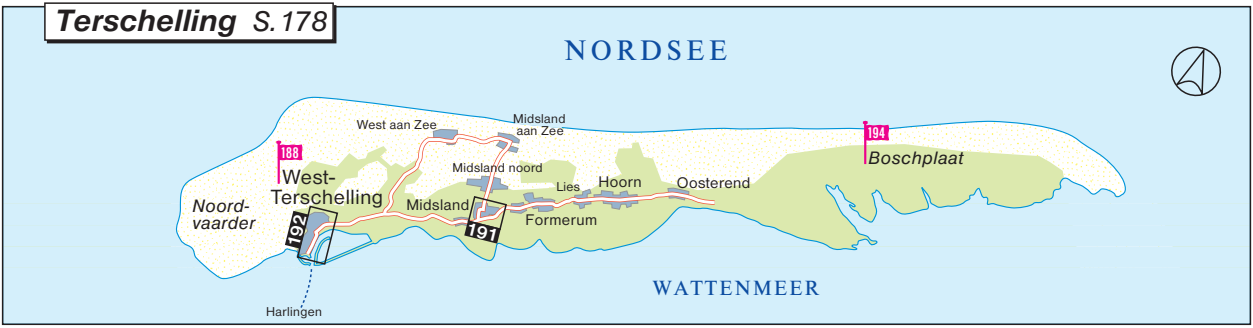 Terschelling S.178
NORDSEE
West aan Zee
Midsland
aan Zee
188
194
Boschplaat
West-
Terschelling
Midsland noord
Noord-
vaarder
Midsland
Lies
Hoorn
Oosterend
Formerum
192
191
WATTENMEER
Harlingen